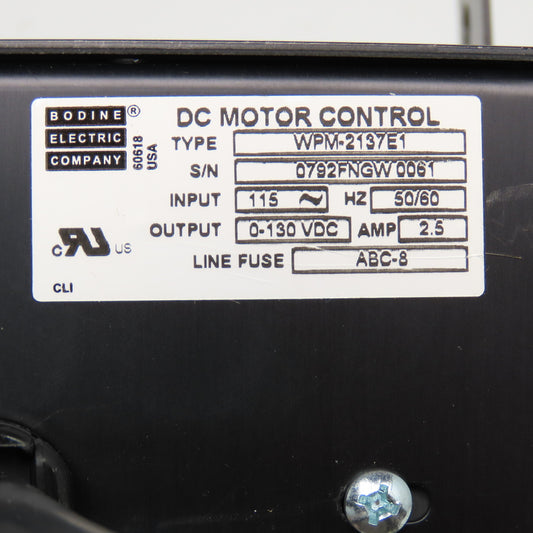 BODINE ®
ELECTRIC
COMPANY
60618
USA
DC MOTOR CONTROL
TYPE WPM-2137E1
S/N 0792FNGW 0061
INPUT 115 ~ HZ 50/60
OUTPUT 0-130 VDC AMP 2.5
LINE FUSE ABC-8
c RU US
CLI